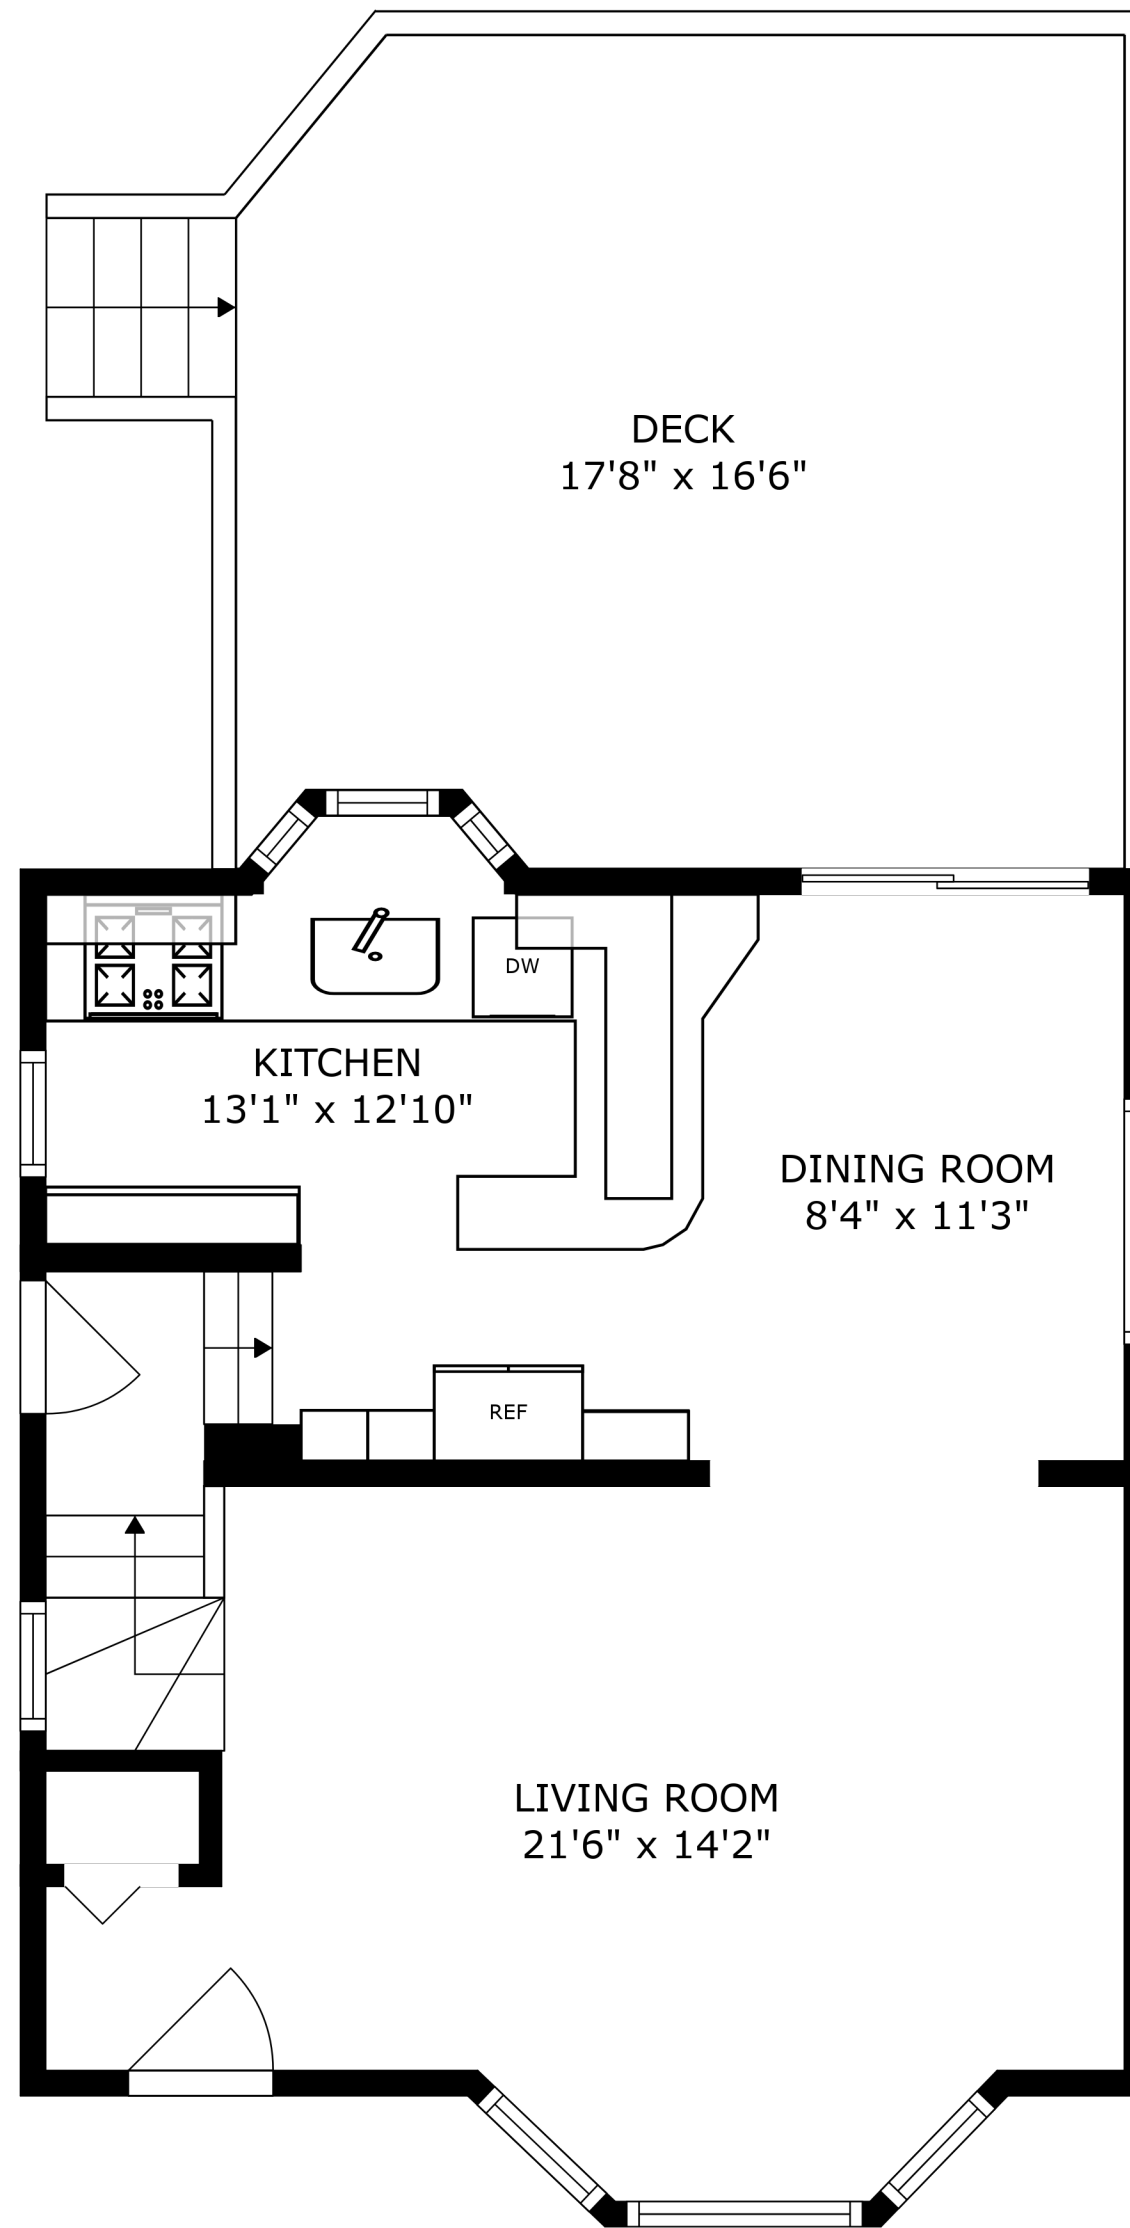 DECK
17'8" x 16'6"
DW
KITCHEN
13'1" x 12'10"
DINING ROOM
8'4" x 11'3"
REF
LIVING ROOM
21'6" x 14'2"